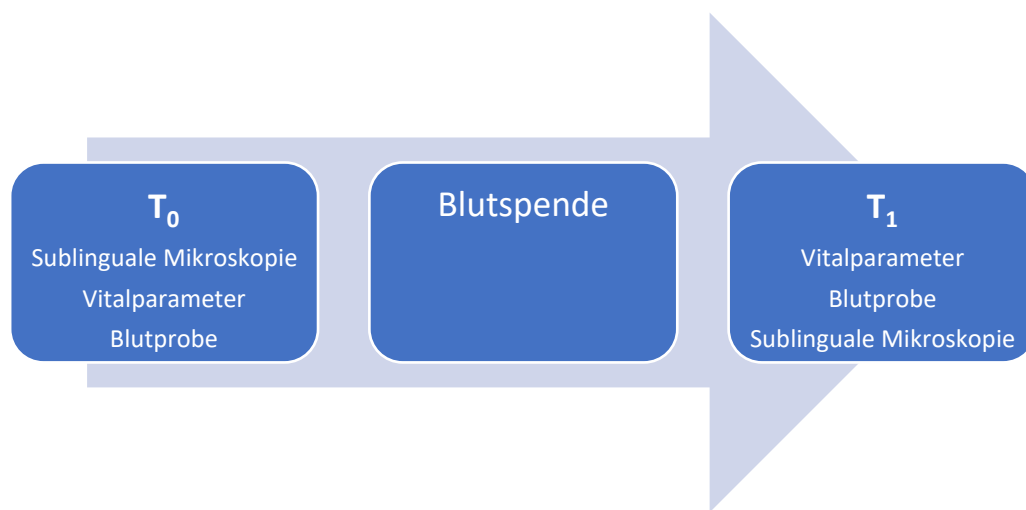 T₀
Sublinguale Mikroskopie
Vitalparameter
Blutprobe
Blutspende
T₁
Vitalparameter
Blutprobe
Sublinguale Mikroskopie